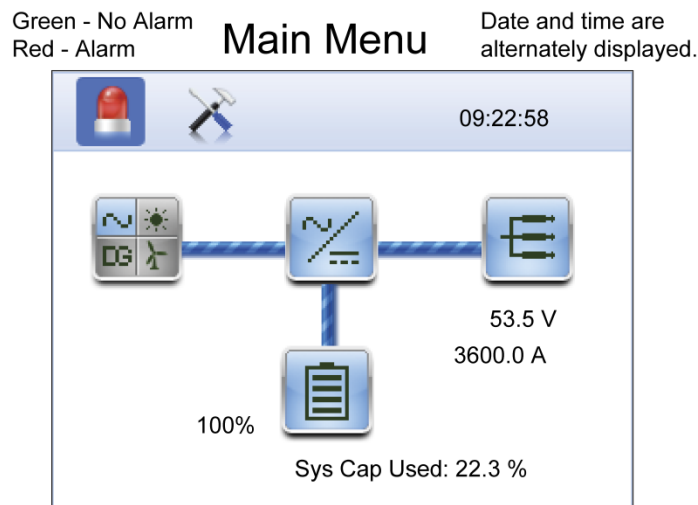 Green - No Alarm
Red - Alarm
Main Menu
Date and time are
alternately displayed.
09:22:58
DG
53.5 V
3600.0 A
100%
Sys Cap Used: 22.3 %